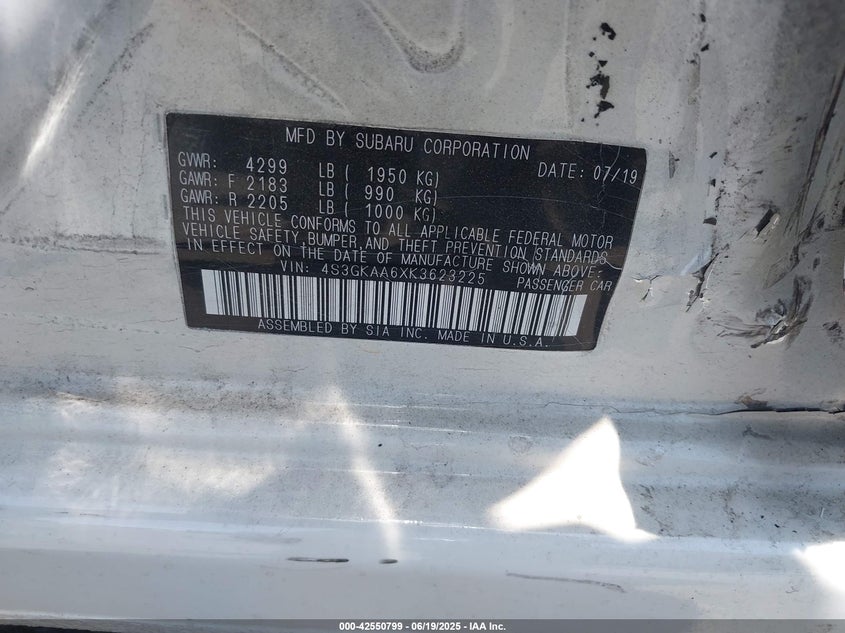 MFD BY SUBARU CORPORATION
GVWR: 4299 LB ( 1950 KG) DATE: 07/19
GAWR: F 2183 LB ( 990 KG)
GAWR: R 2205 LB ( 1000 KG)
THIS VEHICLE CONFORMS TO ALL APPLICABLE FEDERAL MOTOR
VEHICLE SAFETY, BUMPER, AND THEFT PREVENTION STANDARDS
IN EFFECT ON THE DATE OF MANUFACTURE SHOWN ABOVE:
VIN: 4S3GKAA6XK3623225 PASSENGER CAR
ASSEMBLED BY SIA INC. MADE IN U.S.A.
000-42550799 - 06/19/2025 - IAA Inc.